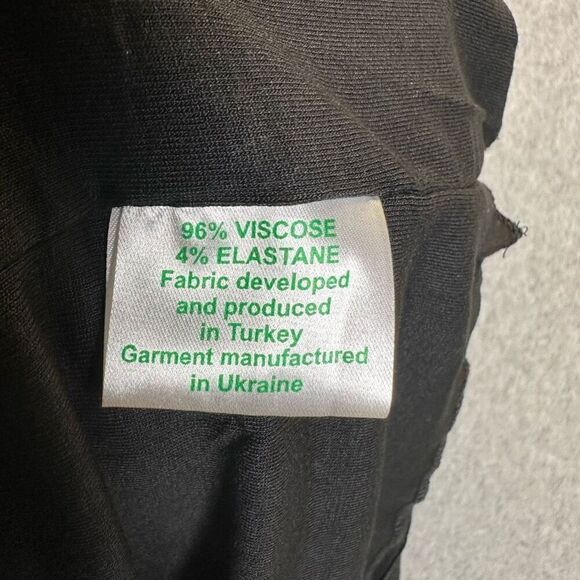 96% VISCOSE
4% ELASTANE
Fabric developed
and produced
in Turkey
Garment manufactured
in Ukraine